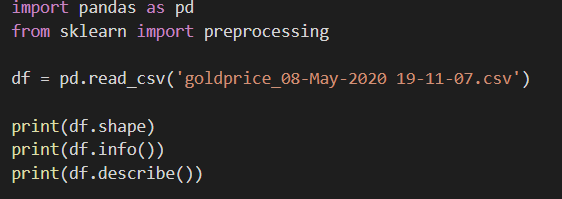 import pandas as pd
from sklearn import preprocessing
df = pd.read_csv('goldprice_08-May-2020 19-11-07.csv')
print(df.shape)
print(df.info())
print(df.describe())